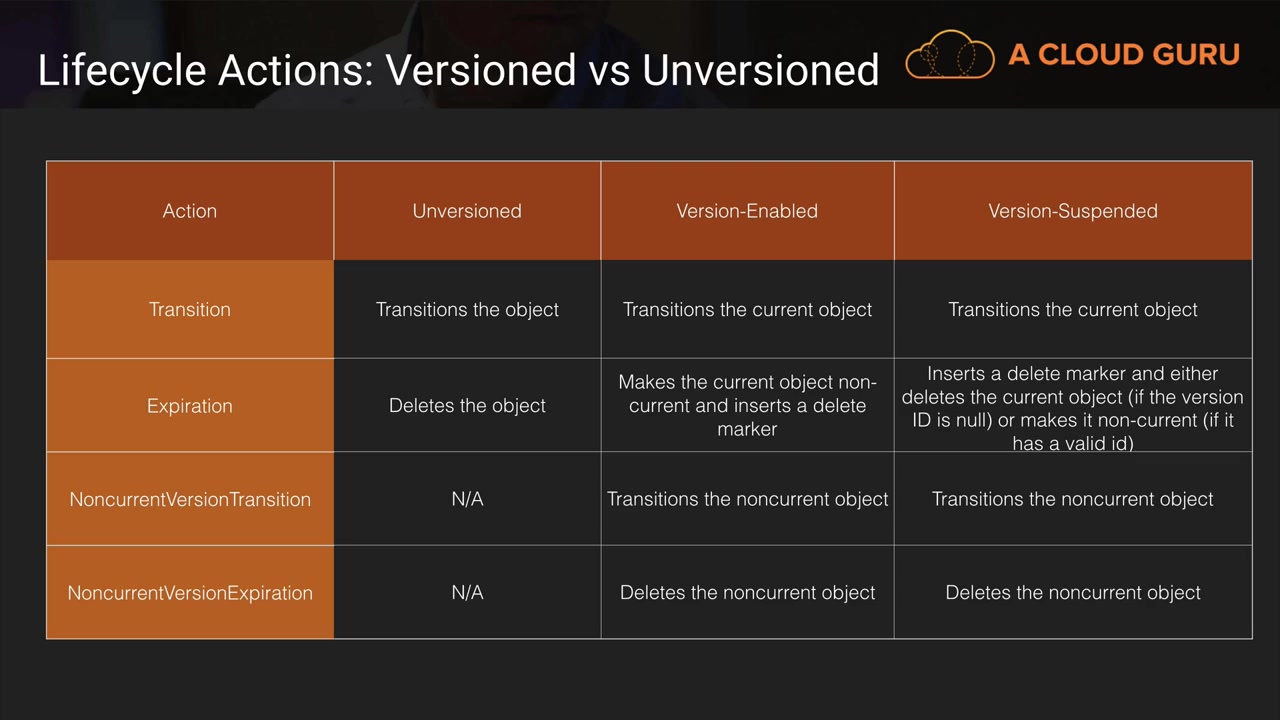 Lifecycle Actions: Versioned vs Unversioned
A CLOUD GURU
Action
Unversioned
Version-Enabled
Version-Suspended
Transition
Transitions the object
Transitions the current object
Transitions the current object
Expiration
Deletes the object
Makes the current object non-
current and inserts a delete
marker
Inserts a delete marker and either
deletes the current object (if the version
ID is null) or makes it non-current (if it
has a valid id)
NoncurrentVersionTransition
N/A
Transitions the noncurrent object
Transitions the noncurrent object
NoncurrentVersionExpiration
N/A
Deletes the noncurrent object
Deletes the noncurrent object